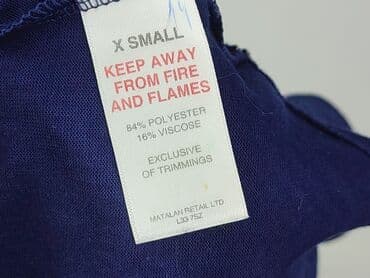 14
X SMALL
KEEP AWAY
FROM FIRE
AND FLAMES
84% POLYESTER
16% VISCOSE
EXCLUSIVE
OF TRIMMINGS
MATALAN RETAIL LTD
L33 7SZ